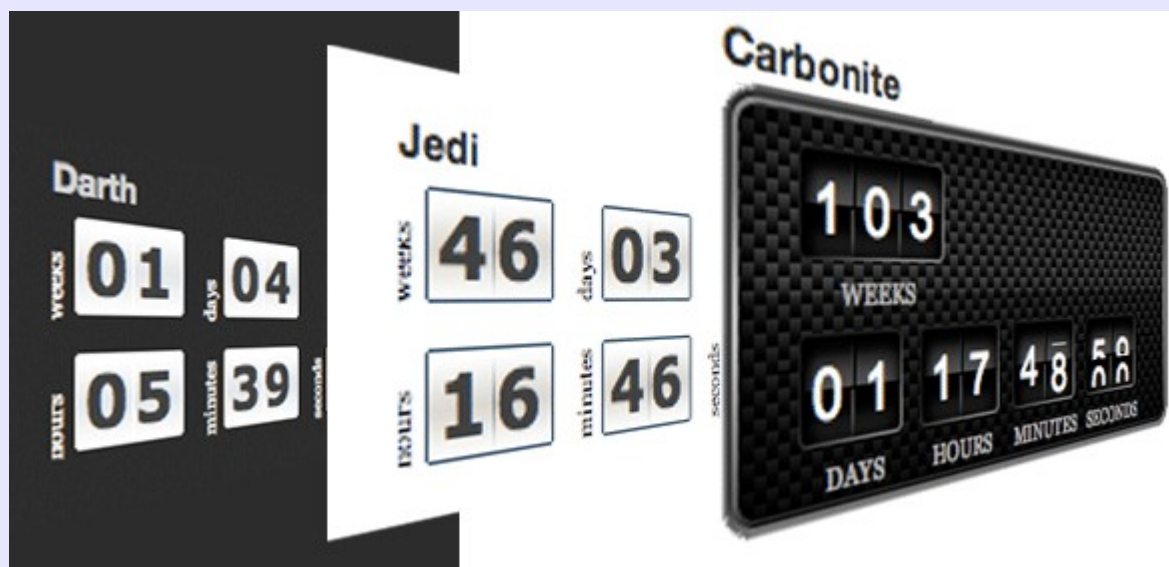 Darth
weeks 01 days 04
hours 05 minutes 39 seconds
Jedi
weeks 46 days 03
hours 16 minutes 46 seconds
Carbonite
103
WEEKS
01 17 48
DAYS HOURS MINUTES SECONDS